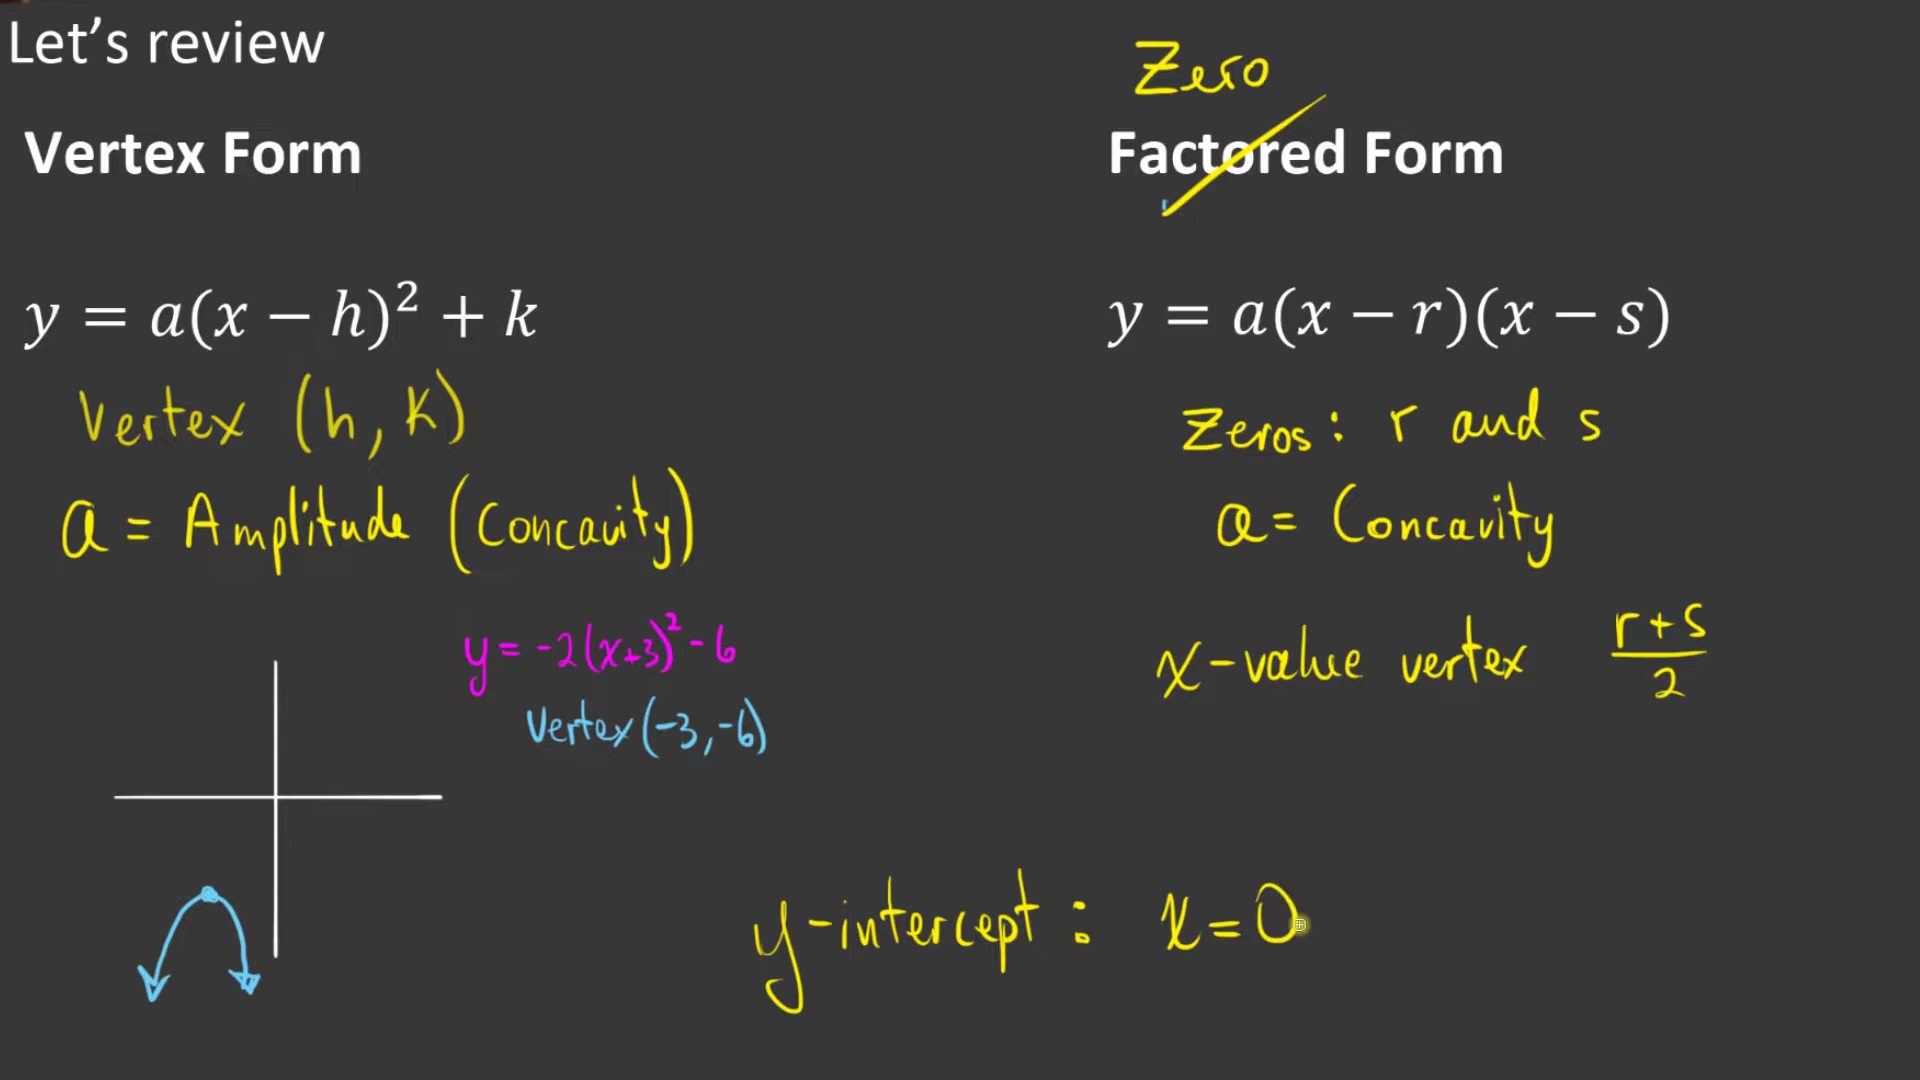 Let's review
Vertex Form
y = a(x − h)² + k
Vertex (h, k)
a = Amplitude (Concavity)
y = -2(x+3)² - 6
Vertex (-3, -6)
Zero
Factored Form
y = a(x − r)(x − s)
Zeros: r and s
a = Concavity
x-value vertex r+s/2
y-intercept: x=0